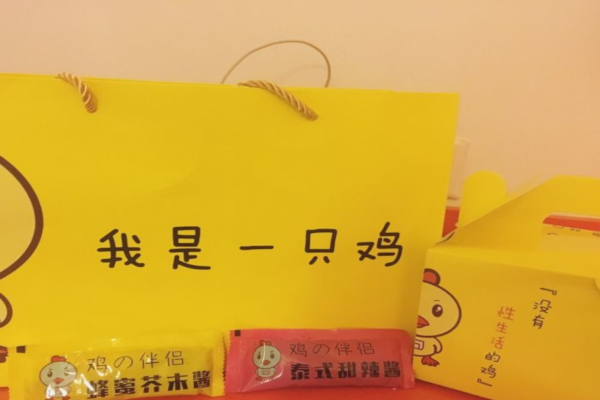 我是一只鸡
『没有
性生活的鸡』
鸡の伴侣
蜂蜜芥末酱
鸡の伴侣
泰式甜辣酱